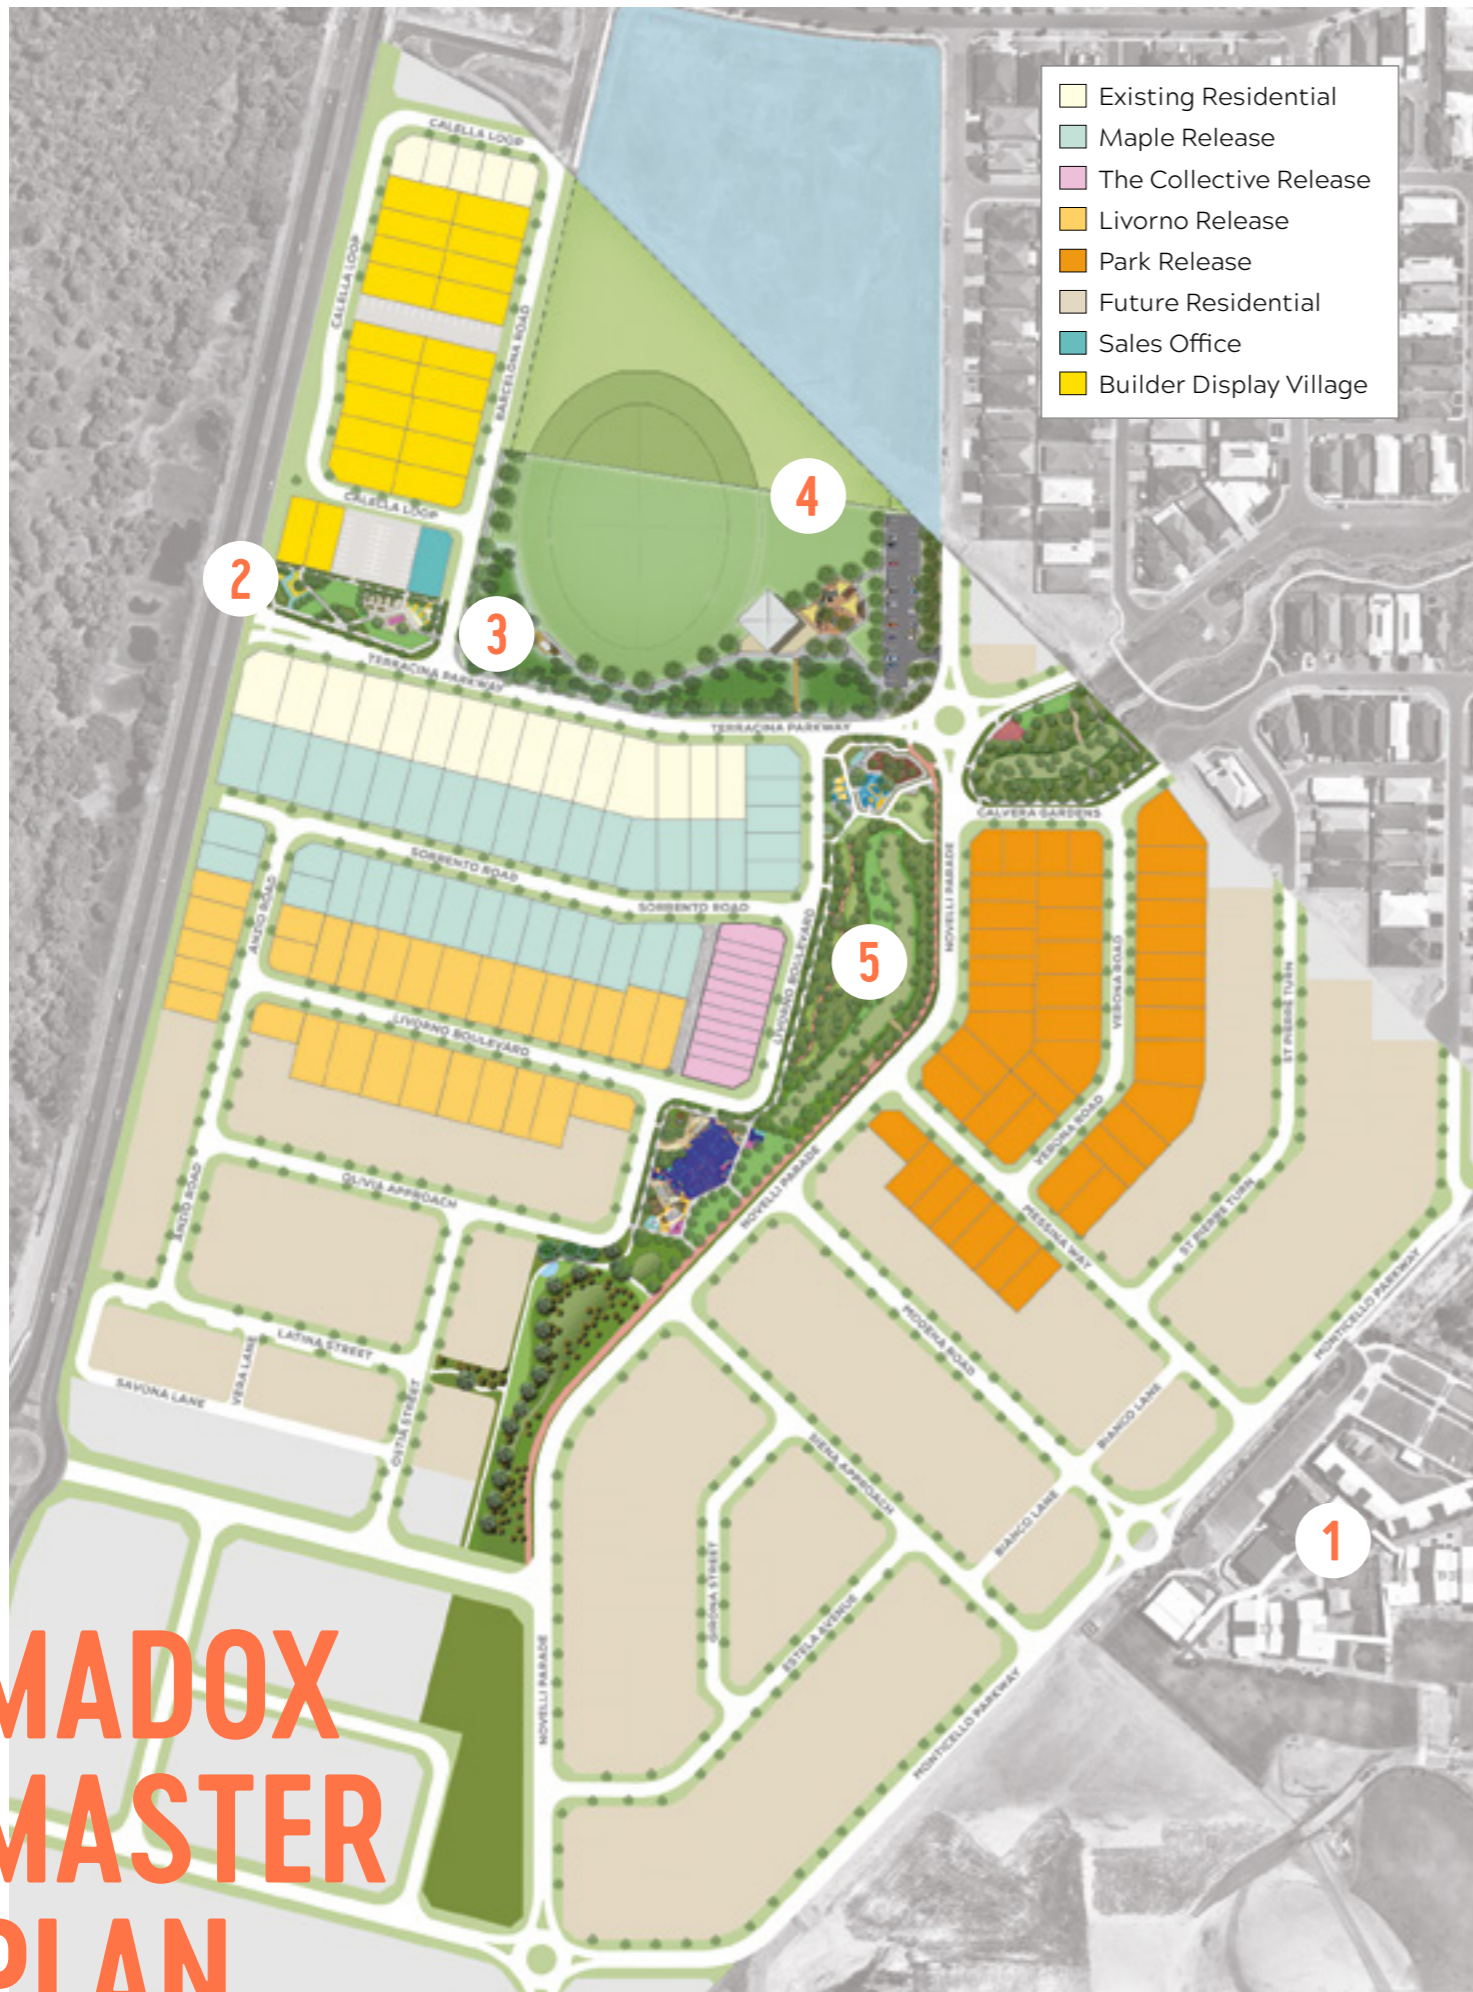 Existing Residential
Maple Release
The Collective Release
Livorno Release
Park Release
Future Residential
Sales Office
Builder Display Village
CALELLA LOOP
CALELLA LOOP
BARCELONA ROAD
CALELLA LOOP
4
2
3
TERRACINA PARKWAY
TERRACINA PARKWAY
CALVERA GARDENS
SORRENTO ROAD
SORRENTO ROAD
ANZIO ROAD
LIVORNO BOULEVARD
NOVELLI PARADE
VERONA ROAD
ST PIERRE TURN
5
LIVORNO BOULEVARD
VERONA ROAD
OLIVIA APPROACH
ANZIO ROAD
NOVELLI PARADE
MESSINA WAY
ST PIERRE TURN
MONTICELLO PARKWAY
MODENA ROAD
LATINA STREET
VERA LANE
SAVONA LANE
OSTIA STREET
BIANCO LANE
SIENA APPROACH
BIANCO LANE
1
GIRONA STREET
ESTELA AVENUE
NOVELLI PARADE
MONTICELLO PARKWAY
MADOX
MASTER
PLAN